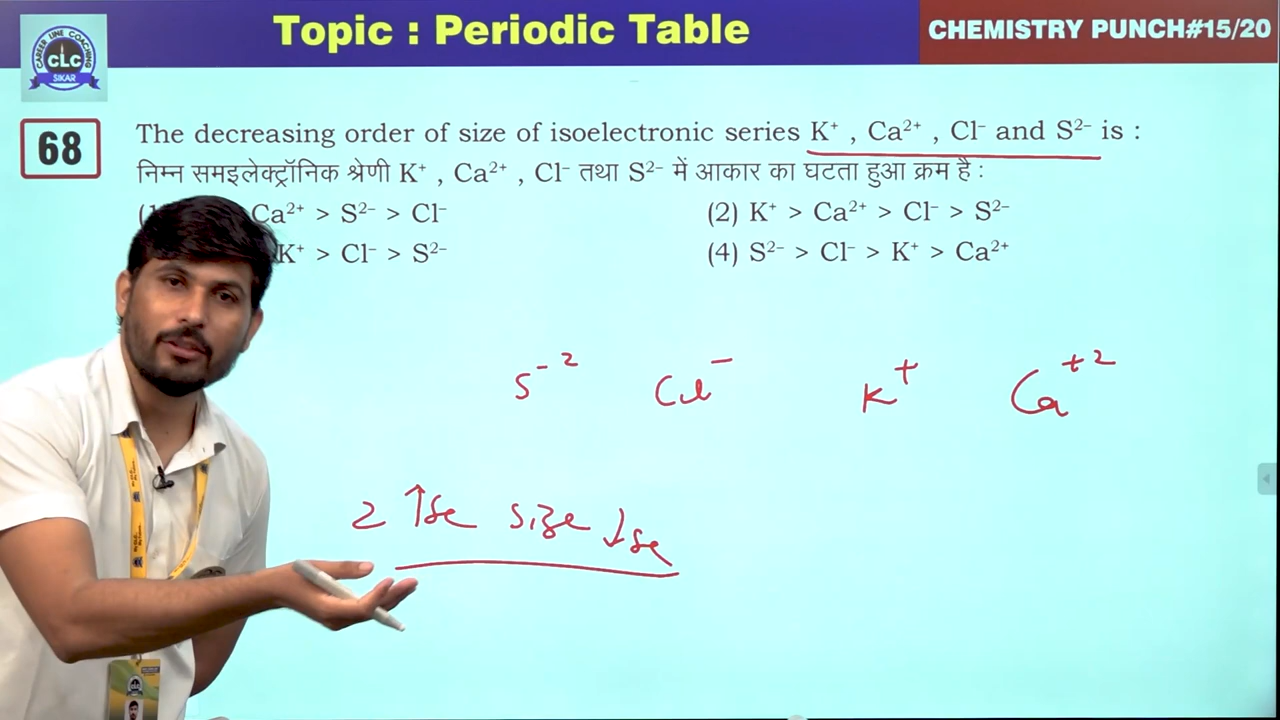 CAREER LINE COACHING
CLC
SIKAR
Topic : Periodic Table
CHEMISTRY PUNCH#15/20
68
The decreasing order of size of isoelectronic series K⁺ , Ca²⁺ , Cl⁻ and S²⁻ is :
निम्न समइलेक्ट्रॉनिक श्रेणी K⁺ , Ca²⁺ , Cl⁻ तथा S²⁻ में आकार का घटता हुआ क्रम है :
Ca²⁺ > S²⁻ > Cl⁻
(2) K⁺ > Ca²⁺ > Cl⁻ > S²⁻
K⁺ > Cl⁻ > S²⁻
(4) S²⁻ > Cl⁻ > K⁺ > Ca²⁺
S⁻² Cl⁻ K⁺ Ca⁺²
Z ↑se size ↓se
CLC